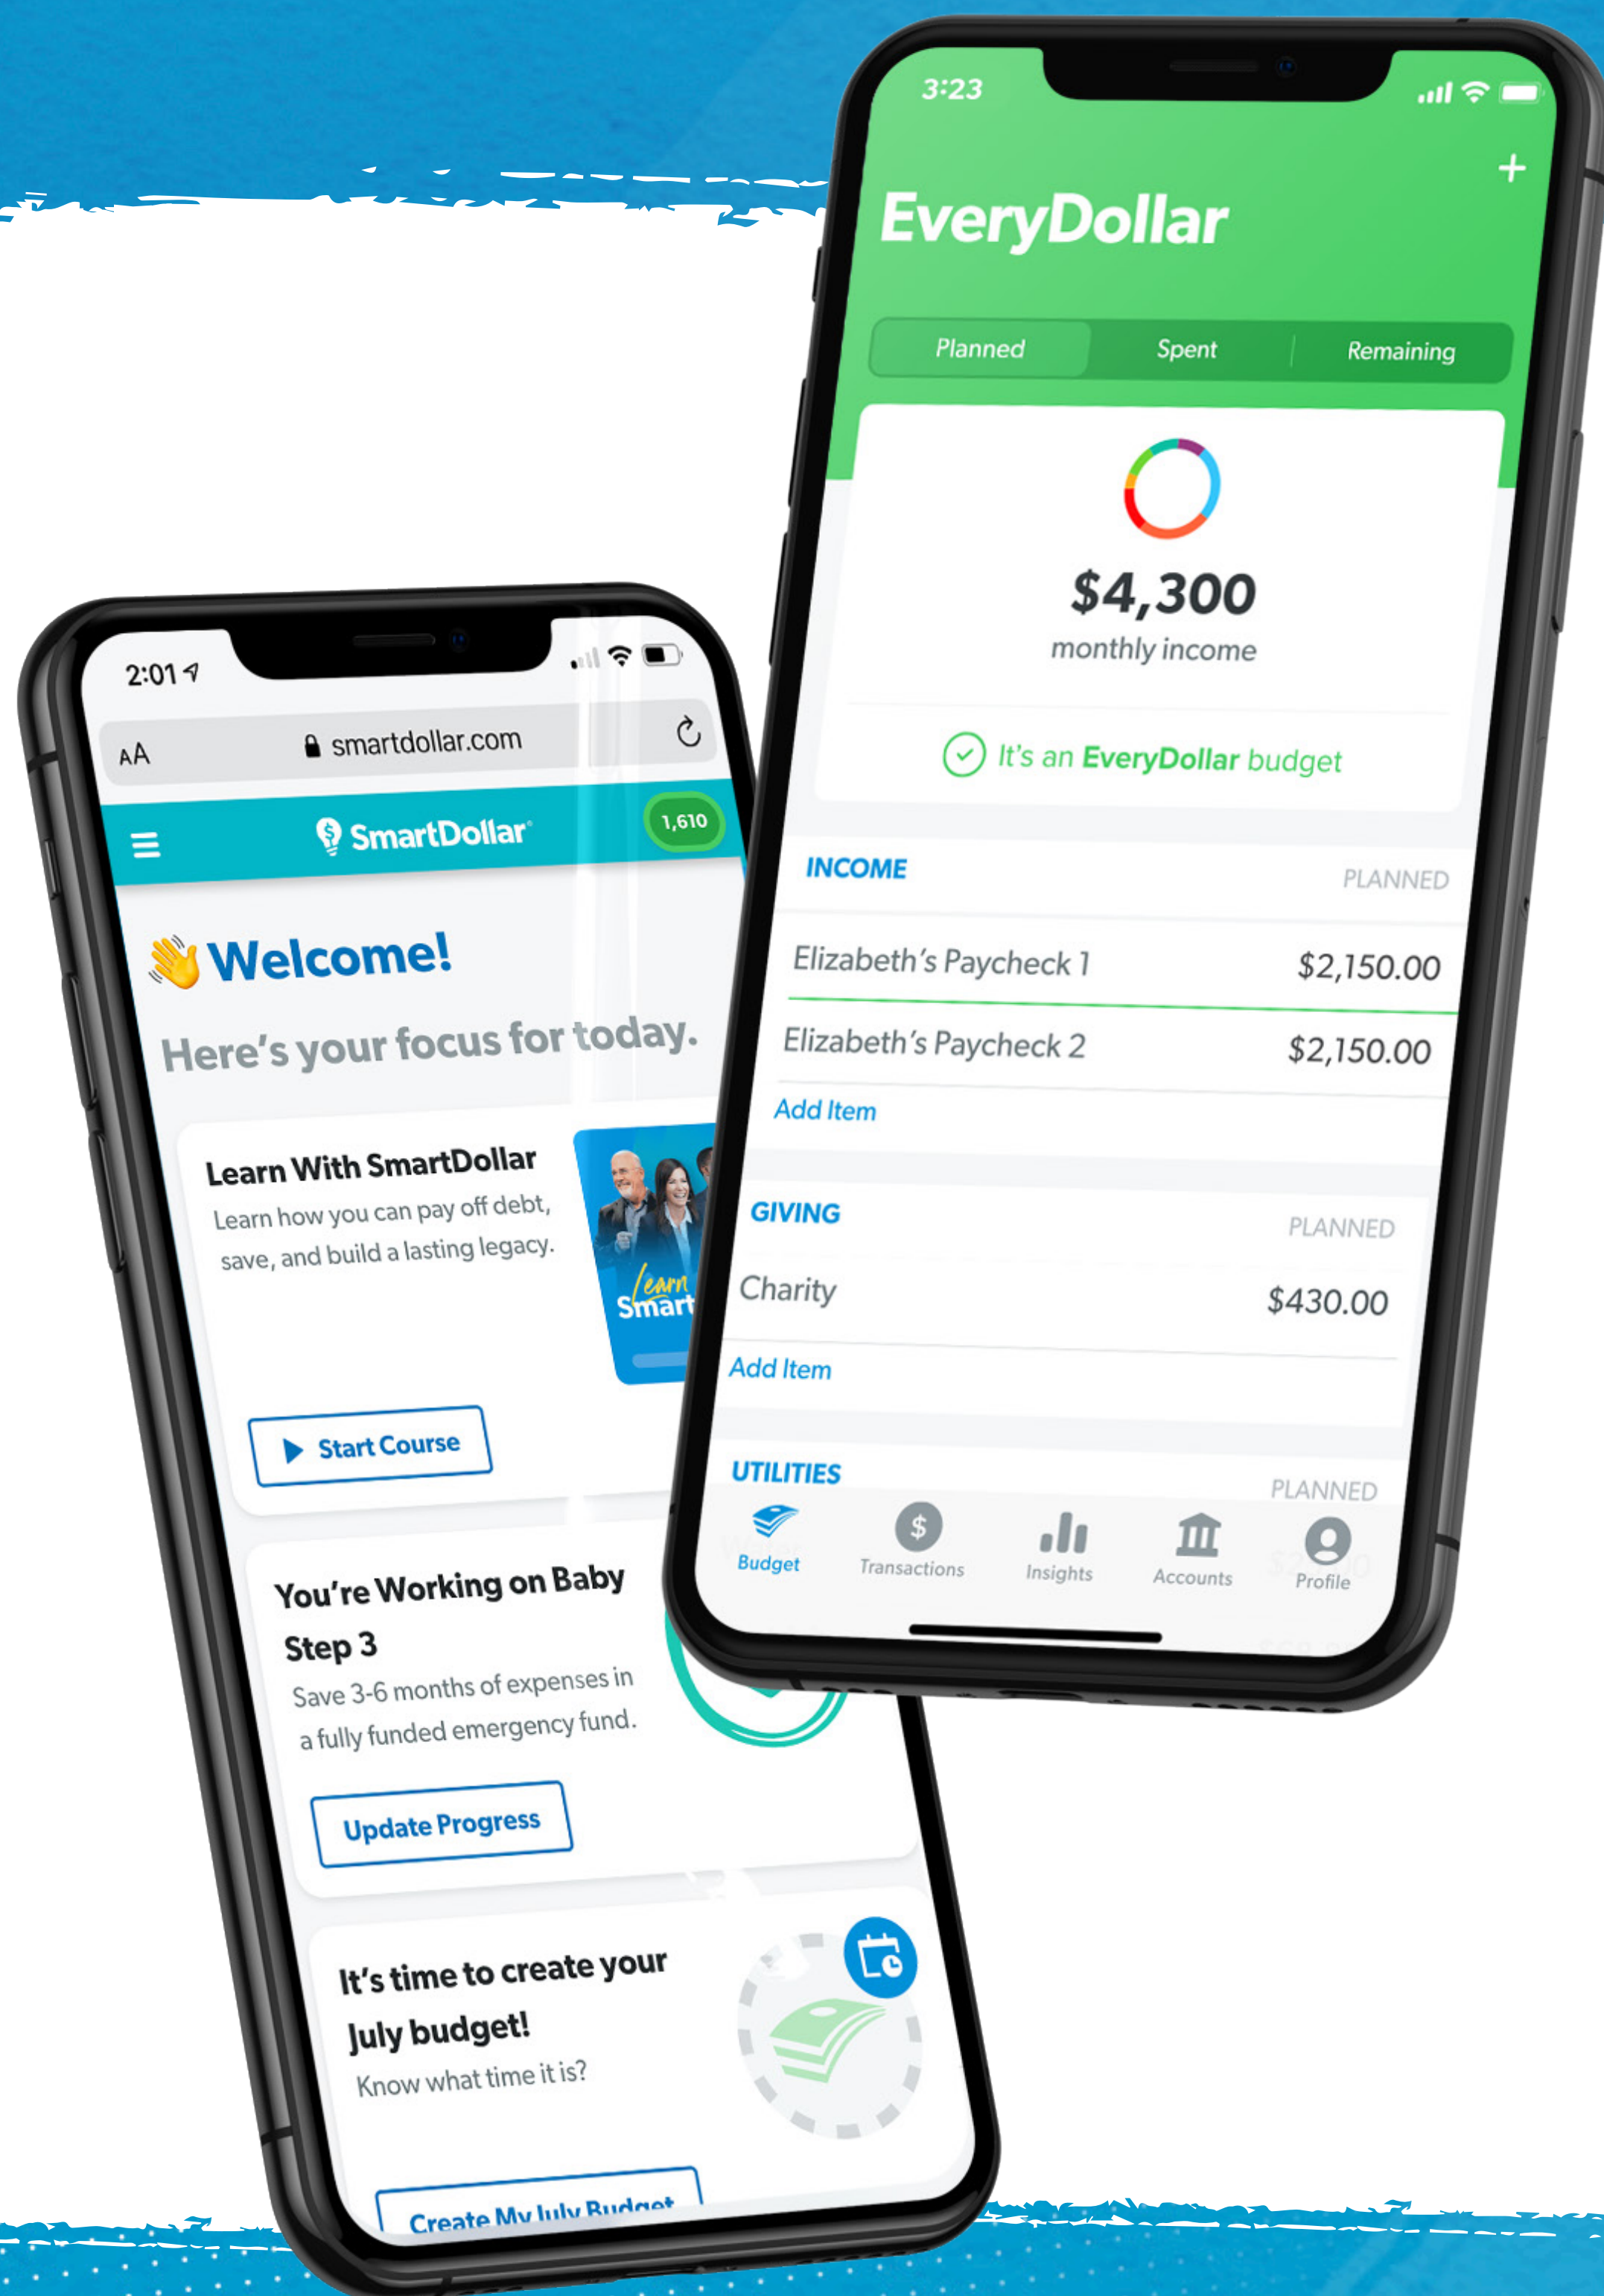 3:23
EveryDollar
Planned Spent Remaining
$4,300
monthly income
It's an EveryDollar budget
INCOME PLANNED
Elizabeth's Paycheck 1 $2,150.00
Elizabeth's Paycheck 2 $2,150.00
Add Item
GIVING PLANNED
Charity $430.00
Add Item
UTILITIES PLANNED
Budget Transactions Insights Accounts Profile
2:01
AA smartdollar.com
SmartDollar 1,610
Welcome!
Here's your focus for today.
Learn With SmartDollar
Learn how you can pay off debt,
save, and build a lasting legacy.
Learn
Smart
Start Course
You're Working on Baby
Step 3
Save 3-6 months of expenses in
a fully funded emergency fund.
Update Progress
It's time to create your
July budget!
Know what time it is?
Create My July Budget